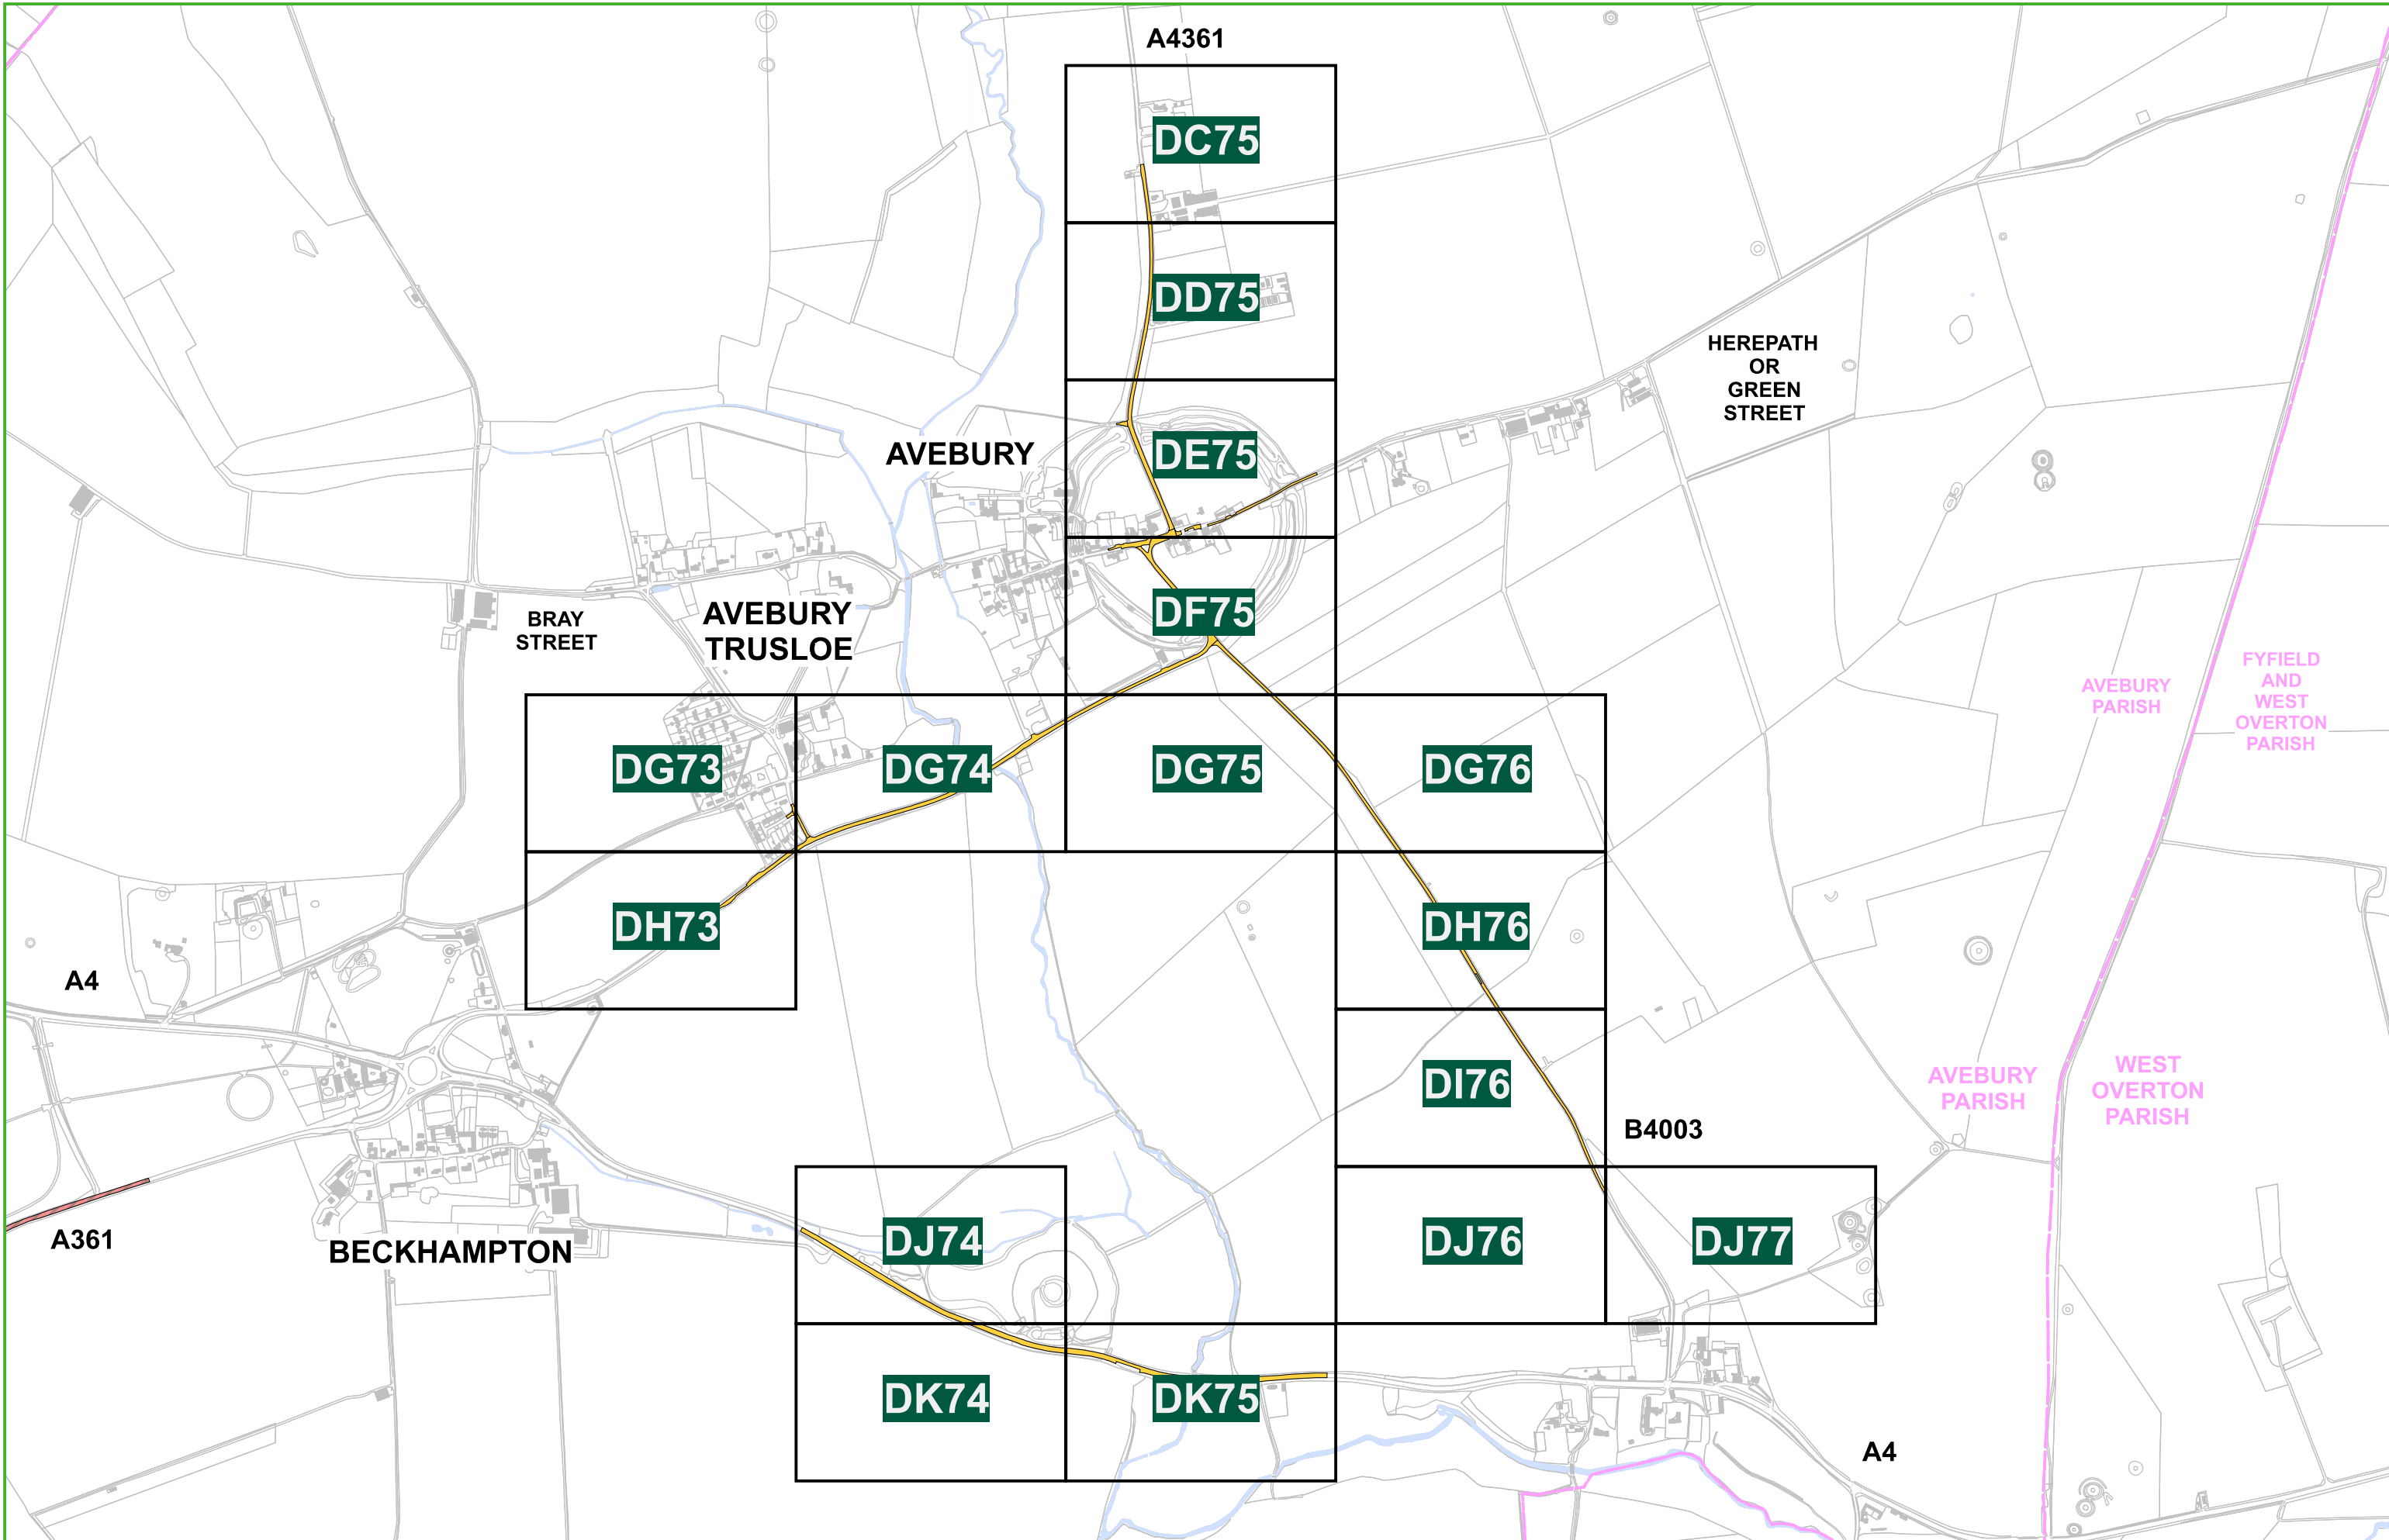 A4361
DC75
DD75
HEREPATH
OR
GREEN
STREET
AVEBURY
DE75
BRAY
STREET
AVEBURY
TRUSLOE
DF75
AVEBURY
PARISH
FYFIELD
AND
WEST
OVERTON
PARISH
DG73
DG74
DG75
DG76
DH73
DH76
A4
DI76
B4003
AVEBURY
PARISH
WEST
OVERTON
PARISH
A361
BECKHAMPTON
DJ74
DJ76
DJ77
DK74
DK75
A4